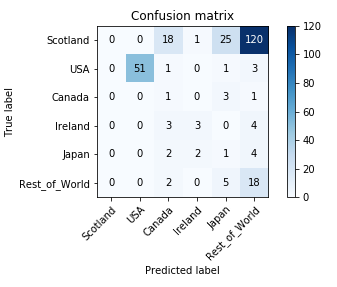 Confusion matrix
True label
Scotland 0 0 18 1 25 120
USA 0 51 1 0 1 3
Canada 0 0 1 0 3 1
Ireland 0 0 3 3 0 4
Japan 0 0 2 2 1 4
Rest_of_World 0 0 2 0 5 18
Scotland USA Canada Ireland Japan Rest_of_World
Predicted label
120
100
80
60
40
20
0